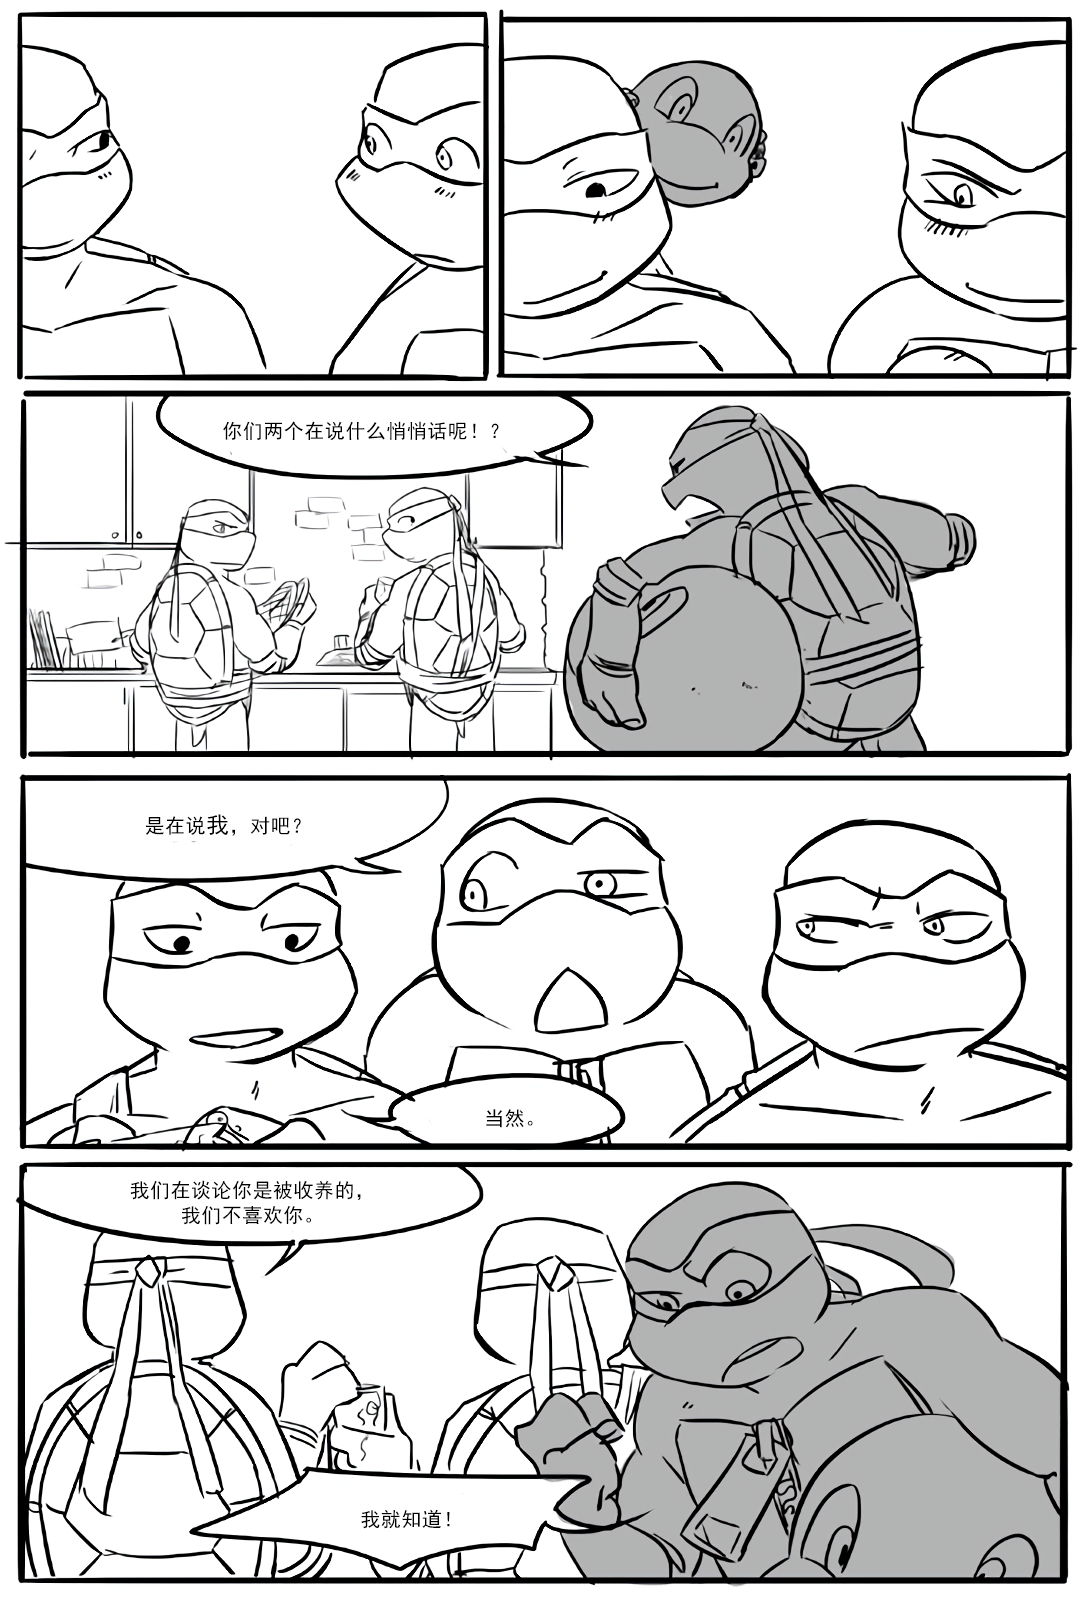 你们两个在说什么悄悄话呢！？
是在说我，对吧？
当然。
我们在谈论你是被收养的，
我们不喜欢你。
我就知道！